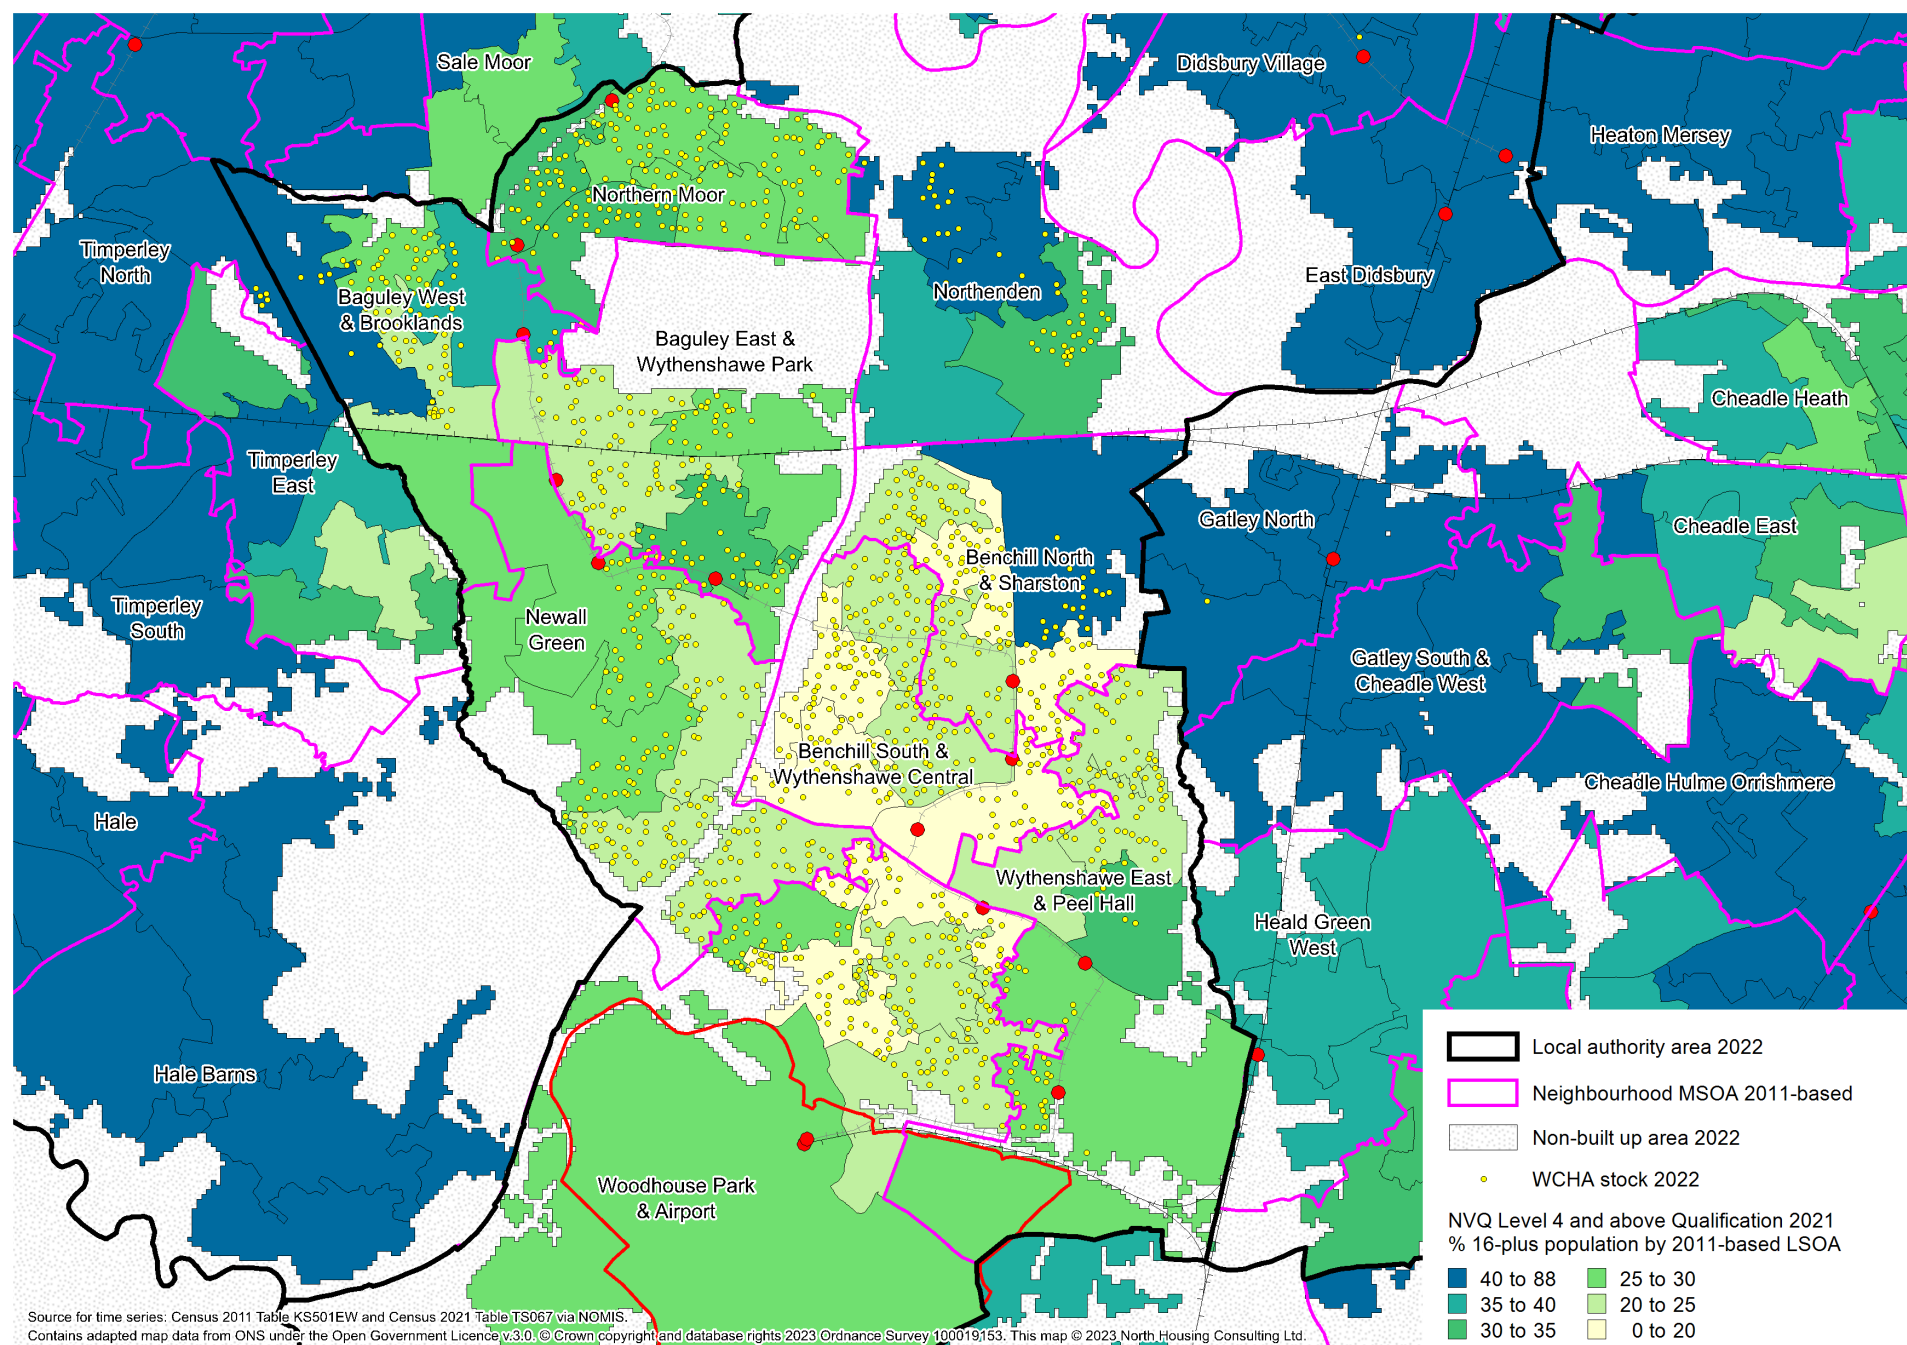 Sale Moor
Didsbury Village
Heaton Mersey
Northern Moor
Timperley
North
Baguley West
& Brooklands
Northenden
East Didsbury
Baguley East &
Wythenshawe Park
Cheadle Heath
Timperley
East
Gatley North
Cheadle East
Benchill North
& Sharston
Timperley
South
Newall
Green
Gatley South &
Cheadle West
Benchill South &
Wythenshawe Central
Cheadle Hulme Orrishmere
Hale
Wythenshawe East
& Peel Hall
Heald Green
West
Hale Barns
Woodhouse Park
& Airport
Local authority area 2022
Neighbourhood MSOA 2011-based
Non-built up area 2022
WCHA stock 2022
NVQ Level 4 and above Qualification 2021
% 16-plus population by 2011-based LSOA
40 to 88 25 to 30
35 to 40 20 to 25
30 to 35 0 to 20
Source for time series: Census 2011 Table KS501EW and Census 2021 Table TS067 via NOMIS.
Contains adapted map data from ONS under the Open Government Licence v.3.0. © Crown copyright and database rights 2023 Ordnance Survey 100019153. This map © 2023 North Housing Consulting Ltd.